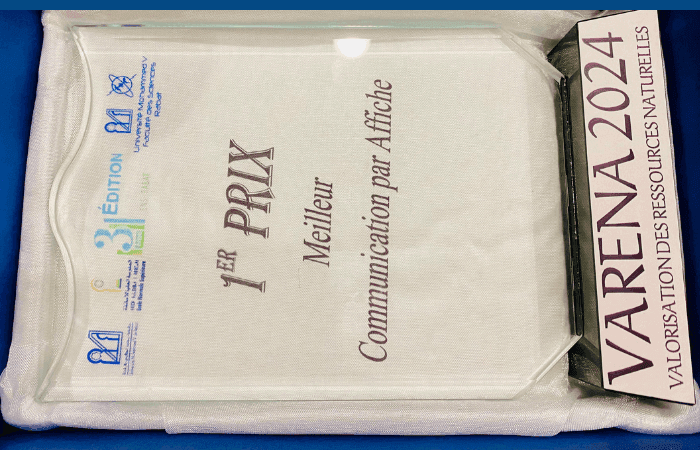 Université Mohammed V
Faculté des Sciences
Rabat
3
ÉDITION
1ER PRIX
Meilleur
Communication par Affiche
VARENA 2024
VALORISATION DES RESSOURCES NATURELLES